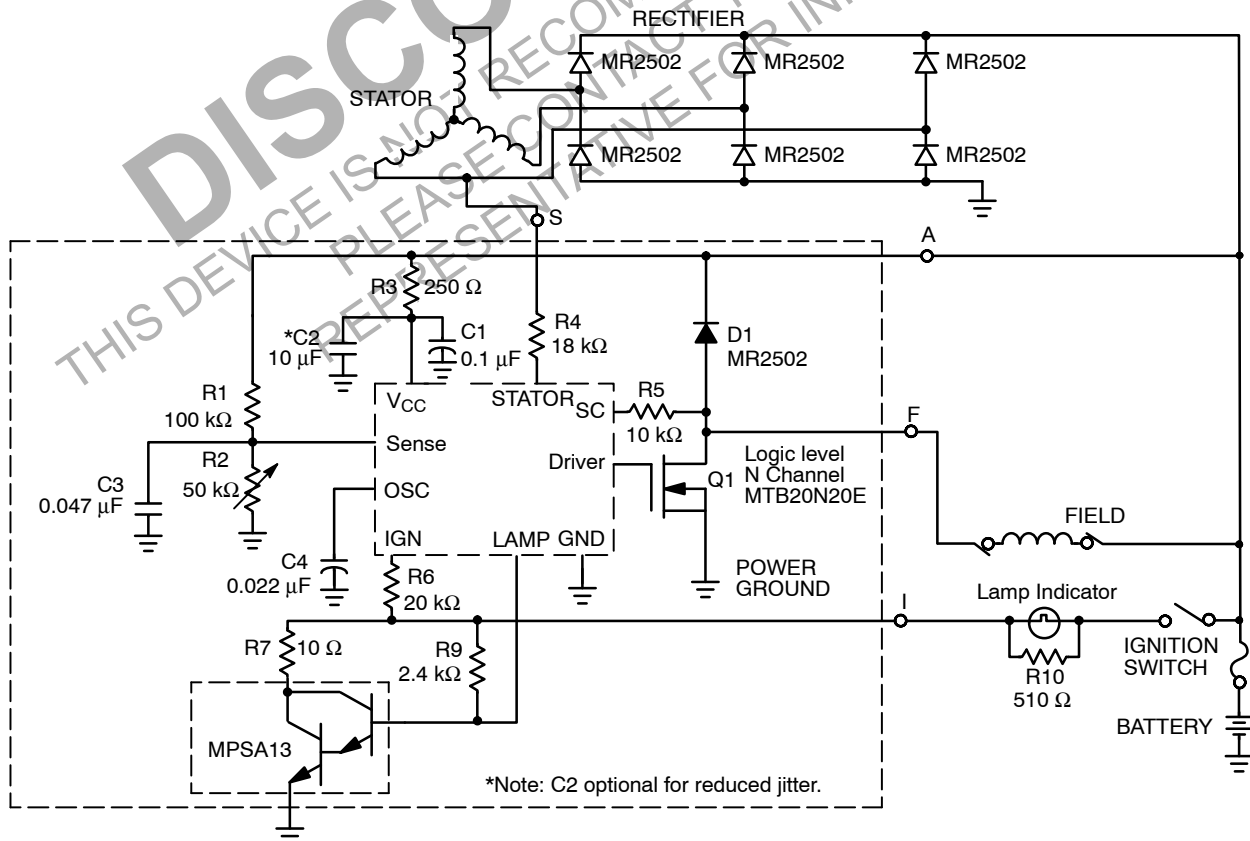 DISCO
THIS DEVICE IS NOT RECOM
PLEASE CONTACT
REPRESENTATIVE FOR IN
RECTIFIER
MR2502
MR2502
MR2502
STATOR
MR2502
MR2502
MR2502
S
A
R3 250 Ω
*C2
10 μF
C1
0.1 μF
R4
18 kΩ
D1
MR2502
R1
100 kΩ
VCC
STATOR
SC
R5
10 kΩ
F
Sense
R2
50 kΩ
Driver
Q1
Logic level
N Channel
MTB20N20E
C3
0.047 μF
OSC
FIELD
IGN
LAMP
GND
C4
0.022 μF
R6
20 kΩ
POWER
GROUND
Lamp Indicator
I
R7 10 Ω
R9
2.4 kΩ
R10
510 Ω
IGNITION
SWITCH
BATTERY
MPSA13
*Note: C2 optional for reduced jitter.